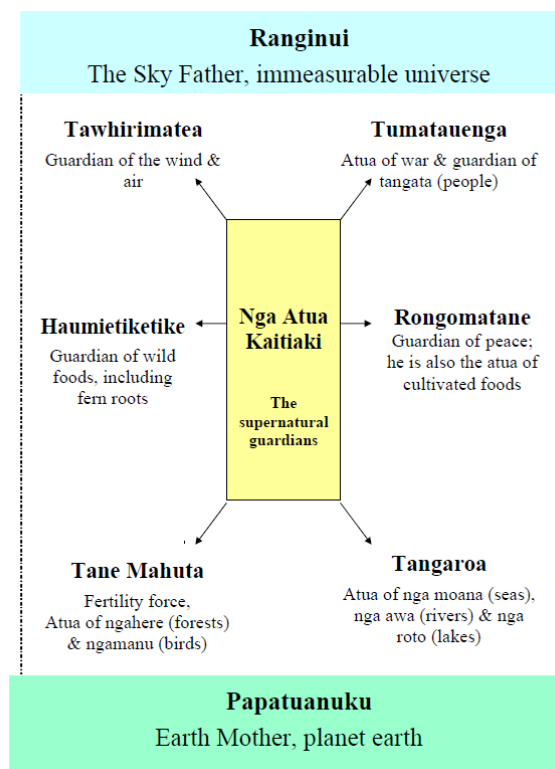 Ranginui
The Sky Father, immeasurable universe
Tawhirimatea
Guardian of the wind &
air
Tumatauenga
Atua of war & guardian of
tangata (people)
Haumietiketike
Guardian of wild
foods, including
fern roots
Nga Atua
Kaitiaki
The
supernatural
guardians
Rongomatane
Guardian of peace;
he is also the atua of
cultivated foods
Tane Mahuta
Fertility force,
Atua of ngahere (forests)
& ngamanu (birds)
Tangaroa
Atua of nga moana (seas),
nga awa (rivers) & nga
roto (lakes)
Papatuanuku
Earth Mother, planet earth